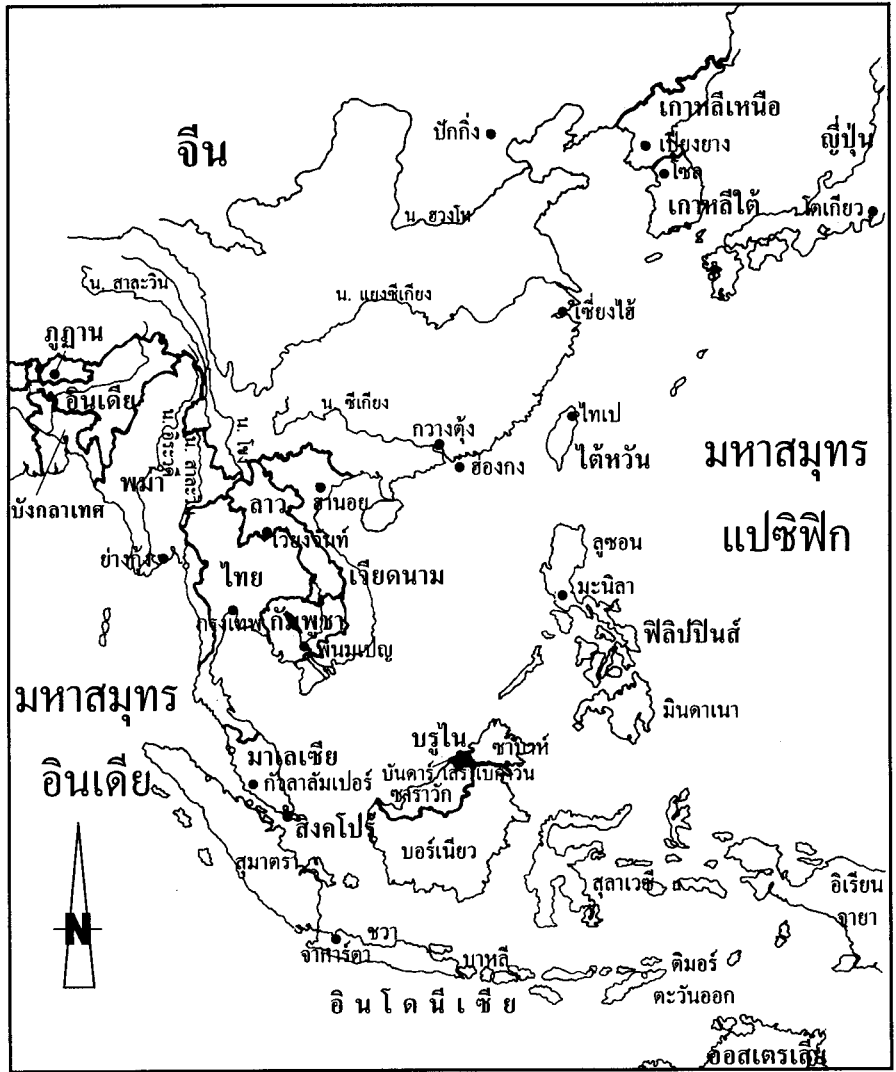 จีน
ปักกิ่ง
เกาหลีเหนือ
เปียงยาง
โซล
เกาหลีใต้
ญี่ปุ่น
โตเกียว
น. ฮวงโห
น. สาละวิน
น. แยงซีเกียง
เซี่ยงไฮ้
ภูฏาน
อินเดีย
น. ซีเกียง
กวางตุ้ง
ฮ่องกง
ไทเป
ไต้หวัน
มหาสมุทร
แปซิฟิก
น. โขง
น. สาละวิน
พม่า
บังกลาเทศ
ลาว
ฮานอย
เวียงจันท์
ย่างกุ้ง
ไทย
เวียดนาม
กรุงเทพ
กัมพูชา
พนมเปญ
ลูซอน
มะนิลา
ฟิลิปปินส์
มินดาเนา
มหาสมุทร
อินเดีย
มาเลเซีย
กัวลาลัมเปอร์
สิงคโปร์
บรูไน
ซาบาห์
บันดาร์ เสรี เบกาวัน
ซาราวัก
บอร์เนียว
สุมาตรา
สุลาเวซี
อิเรียน
จายา
N
ชวา
จาการ์ตา
บาหลี
ติมอร์
ตะวันออก
อินโดนีเซีย
ออสเตรเลีย